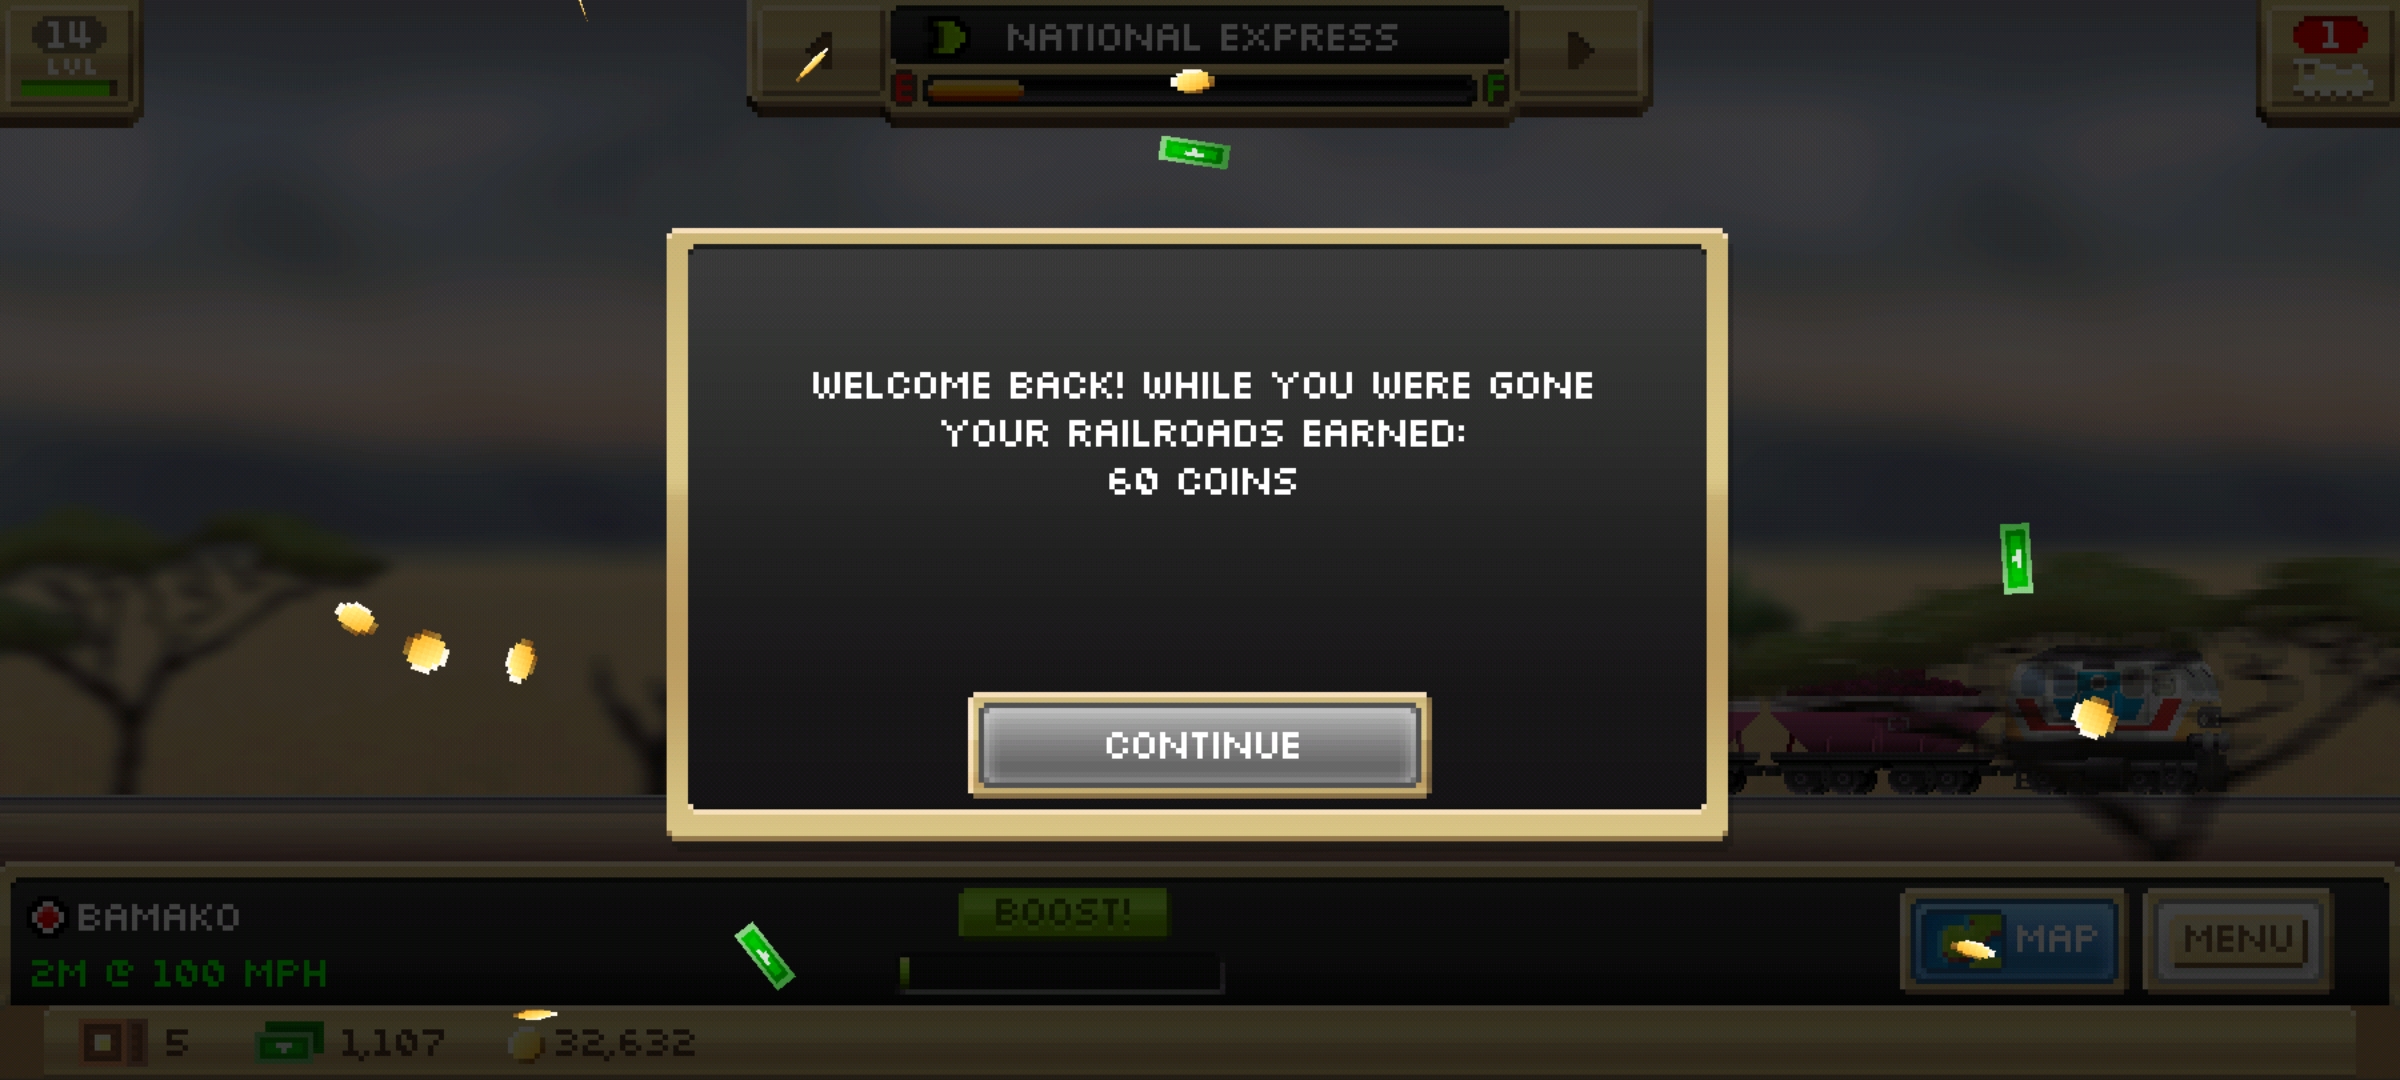 14
LVL
NATIONAL EXPRESS
E
F
1
WELCOME BACK! WHILE YOU WERE GONE
YOUR RAILROADS EARNED:
60 COINS
CONTINUE
BAMAKO
2M @ 100 MPH
BOOST!
MAP
MENU
5
1,107
32,632